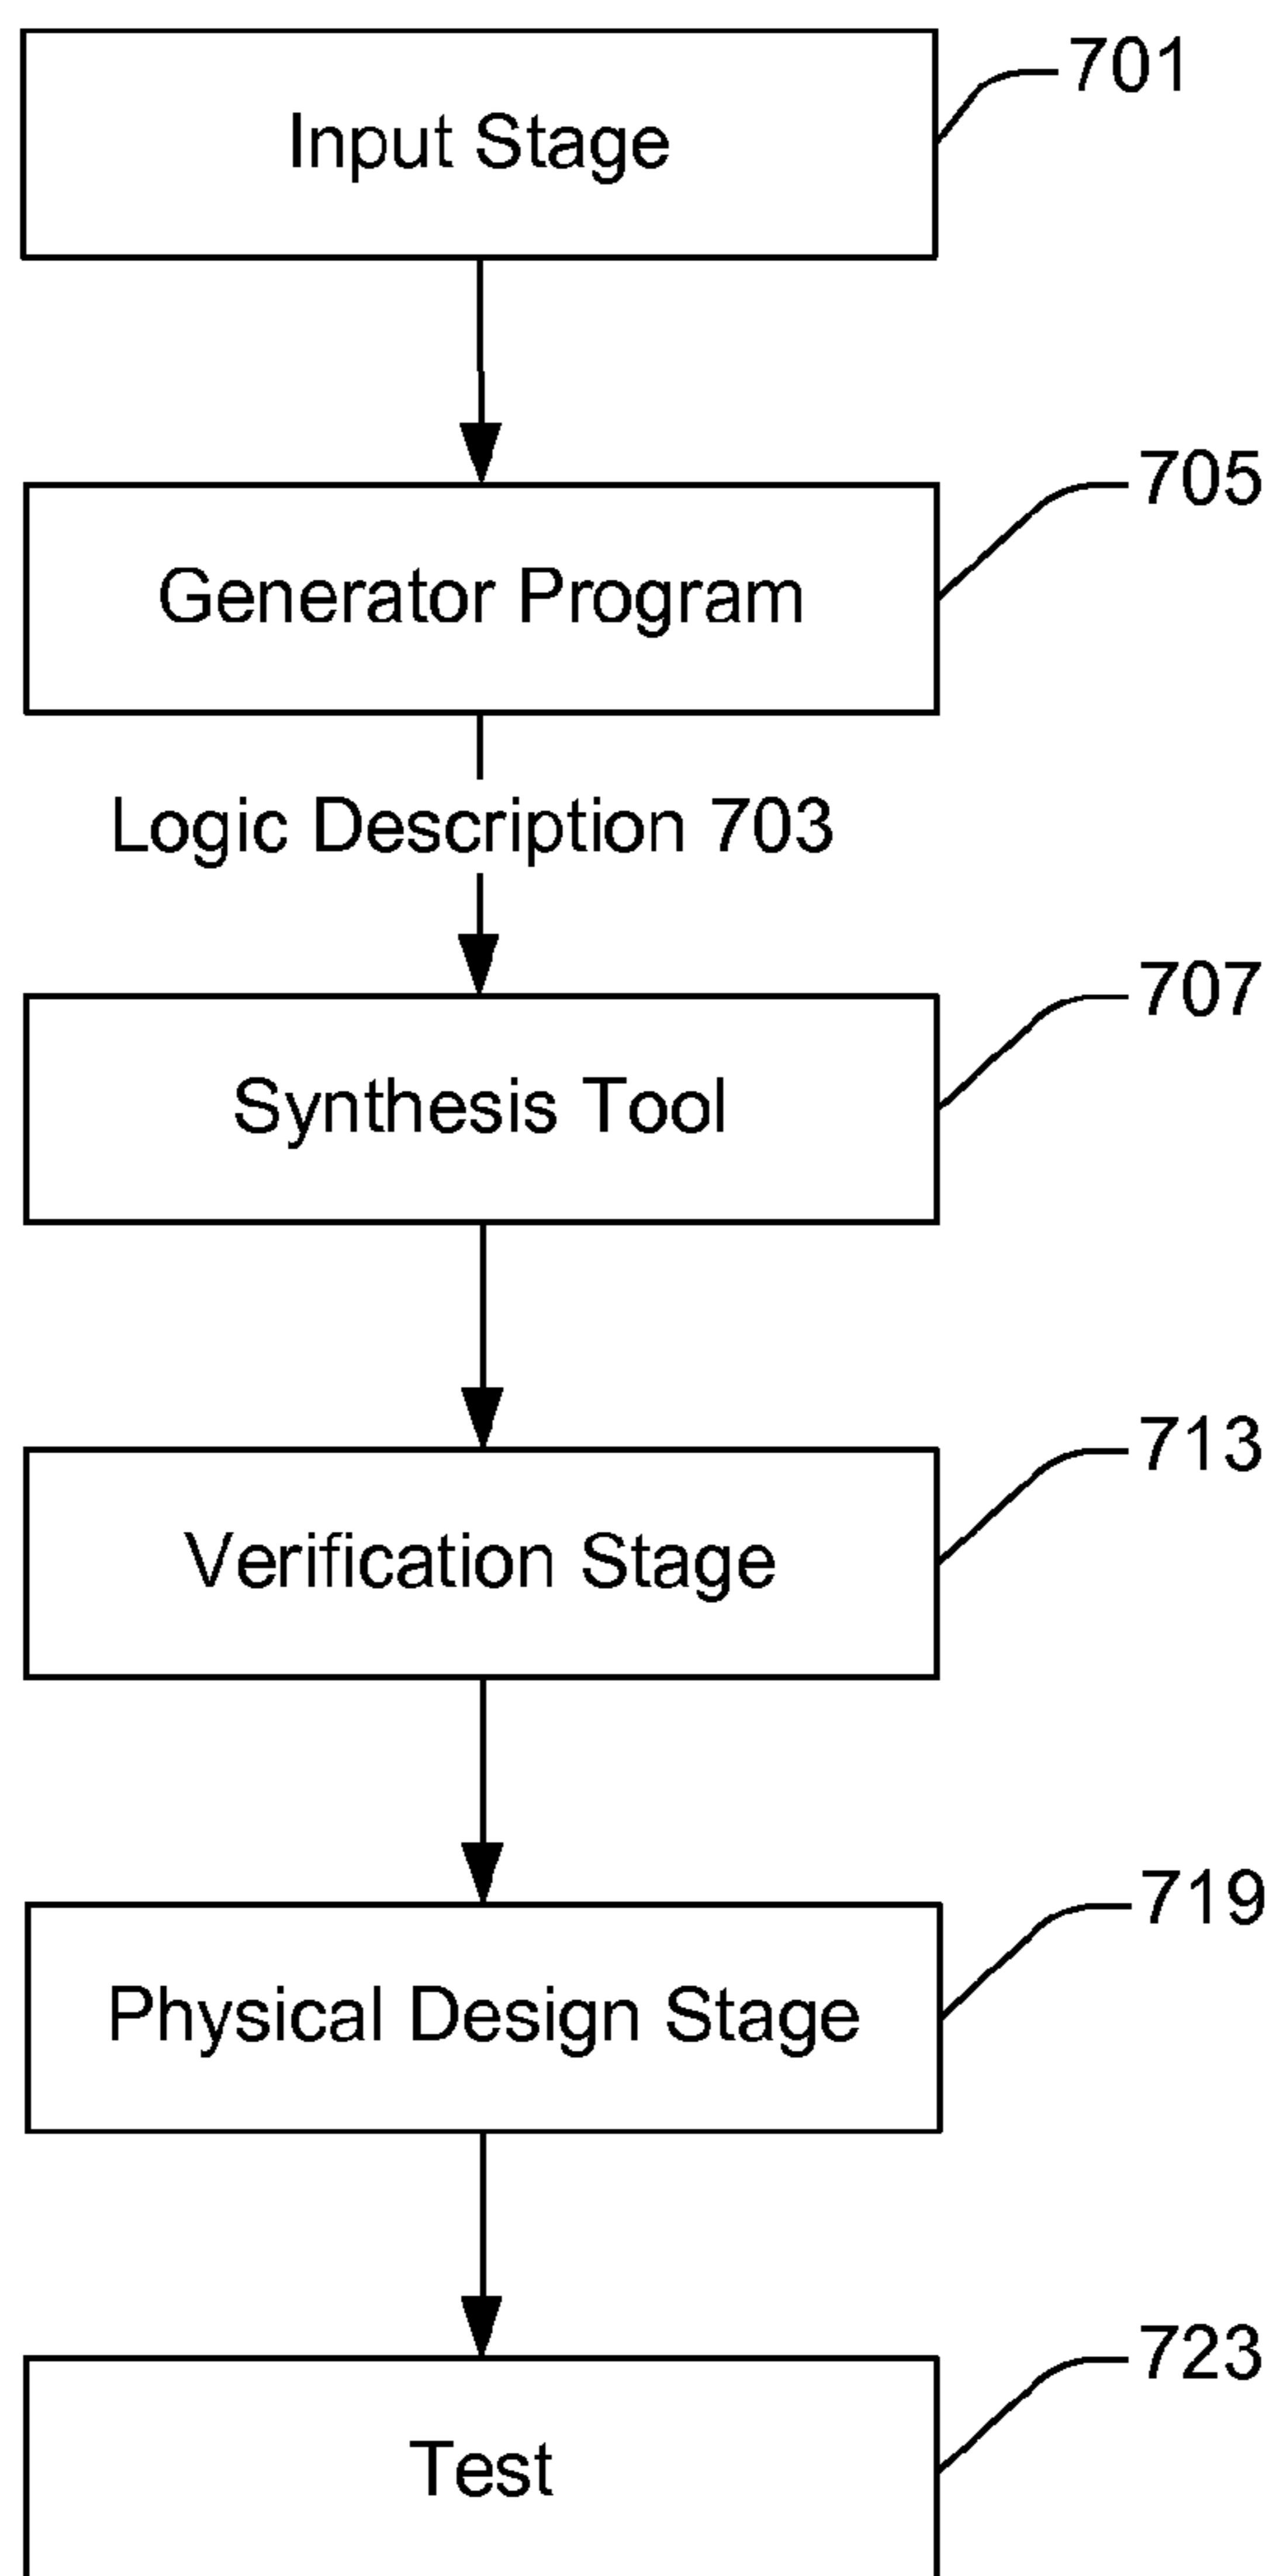 701
Input Stage
705
Generator Program
Logic Description 703
707
Synthesis Tool
713
Verification Stage
719
Physical Design Stage
723
Test